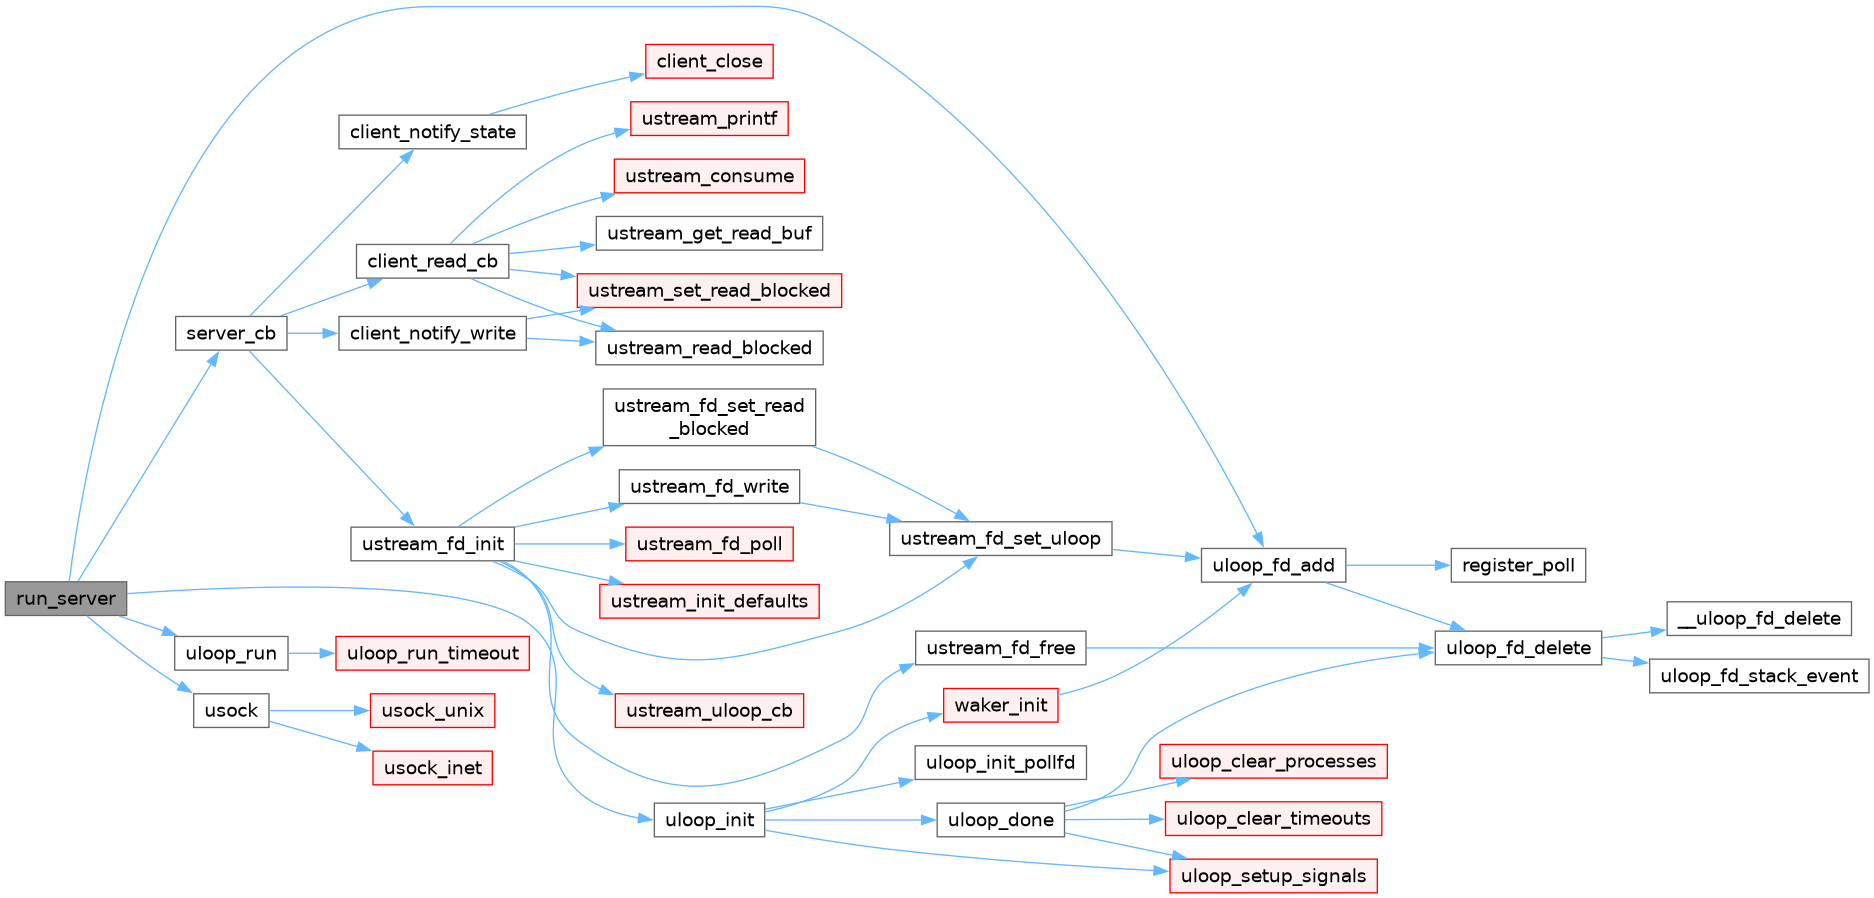 client_close
ustream_printf
client_notify_state
ustream_consume
ustream_get_read_buf
client_read_cb
ustream_set_read_blocked
server_cb
client_notify_write
ustream_read_blocked
ustream_fd_set_read
_blocked
ustream_fd_write
ustream_fd_init
ustream_fd_poll
ustream_fd_set_uloop
uloop_fd_add
register_poll
run_server
ustream_init_defaults
__uloop_fd_delete
uloop_run
uloop_run_timeout
ustream_fd_free
uloop_fd_delete
uloop_fd_stack_event
usock
usock_unix
ustream_uloop_cb
waker_init
usock_inet
uloop_init_pollfd
uloop_clear_processes
uloop_init
uloop_done
uloop_clear_timeouts
uloop_setup_signals